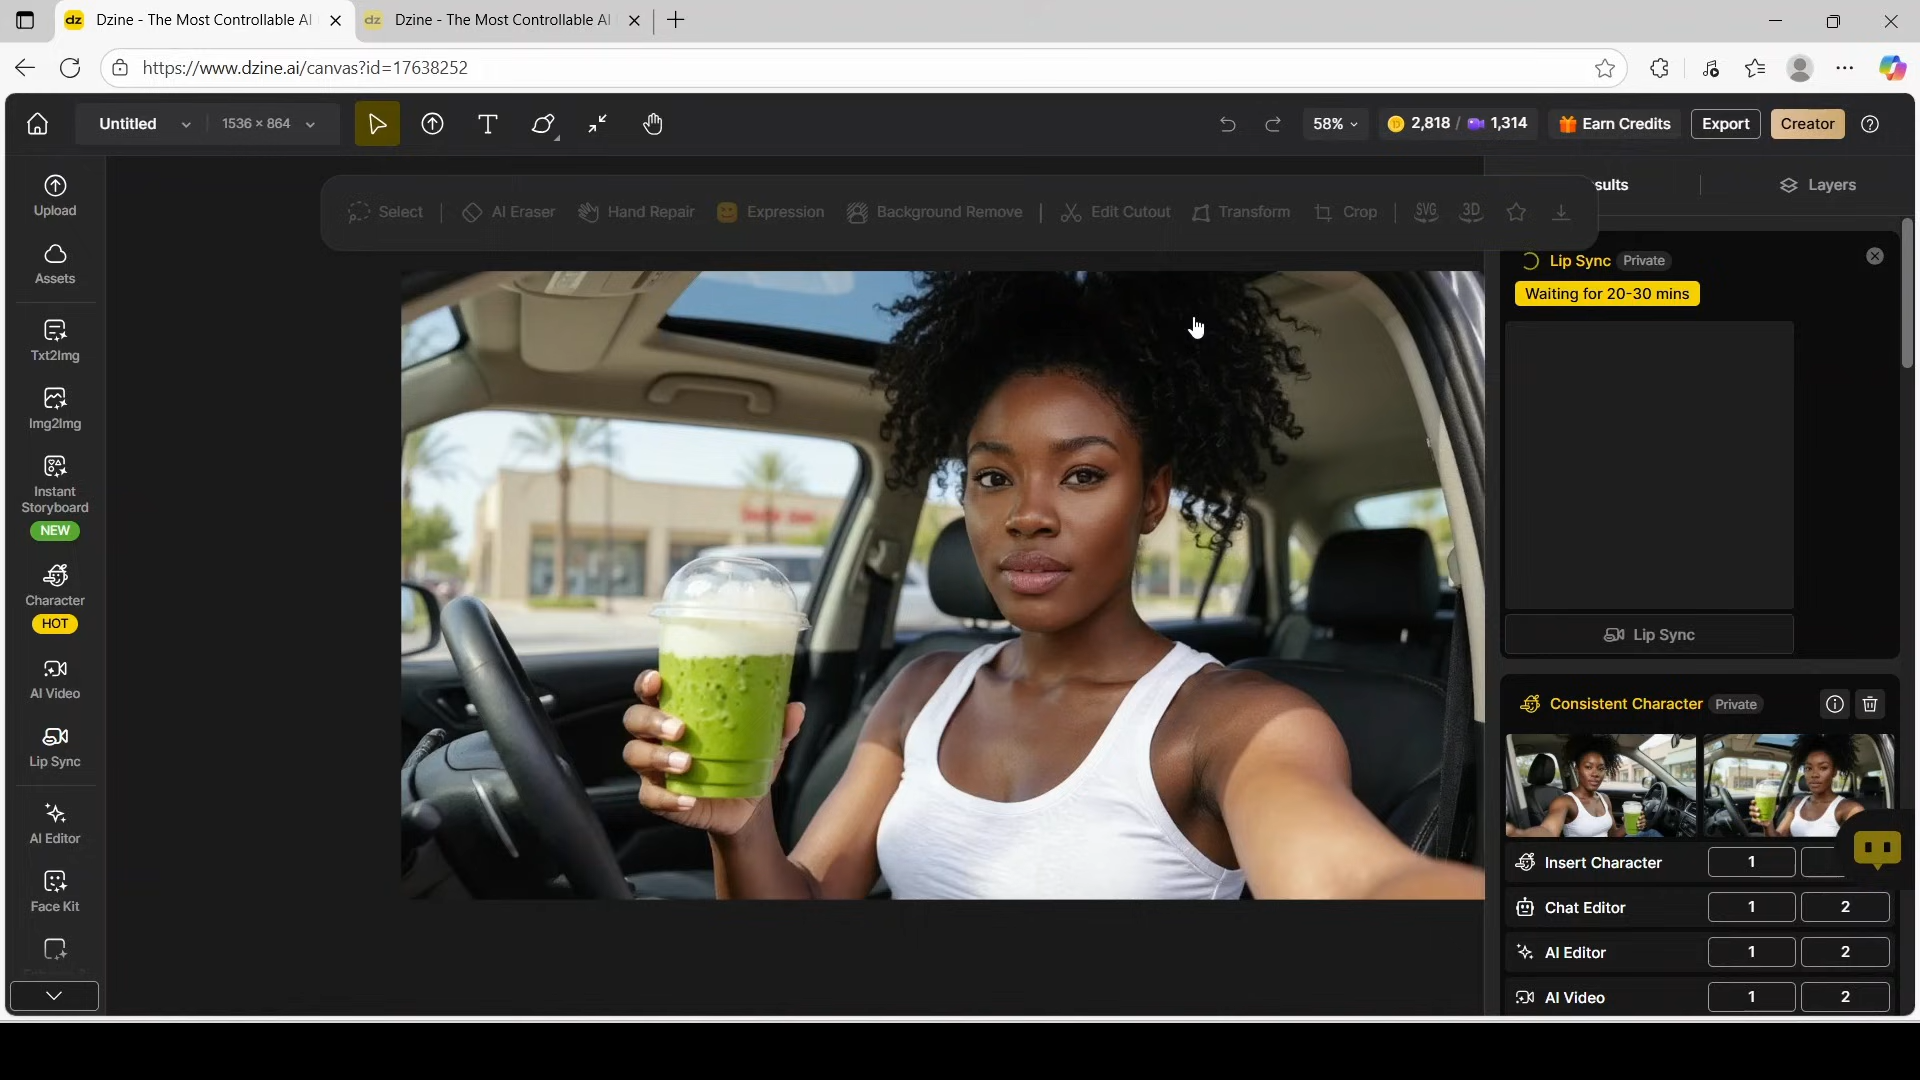 Dzine - The Most Controllable AI
Dzine - The Most Controllable AI
https://www.dzine.ai/canvas?id=17638252
Untitled
1536 × 864
58%
2,818 / 1,314
Earn Credits
Export
Creator
Upload
Assets
Txt2Img
Img2Img
Instant
Storyboard
NEW
Character
HOT
AI Video
Lip Sync
AI Editor
Face Kit
Select
AI Eraser
Hand Repair
Expression
Background Remove
Edit Cutout
Transform
Crop
SVG
3D
sults
Layers
Lip Sync Private
Waiting for 20-30 mins
Lip Sync
Consistent Character Private
Insert Character 1
Chat Editor 1 2
AI Editor 1 2
AI Video 1 2